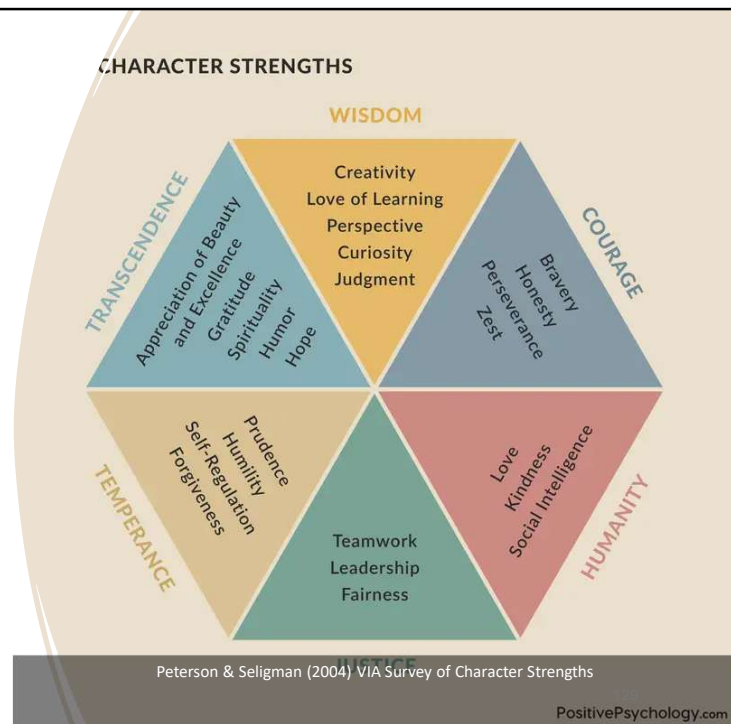 CHARACTER STRENGTHS
WISDOM
Creativity
Love of Learning
Perspective
Curiosity
Judgment
TRANSCENDENCE
Appreciation of Beauty
and Excellence
Gratitude
Spirituality
Humor
Hope
COURAGE
Bravery
Honesty
Perseverance
Zest
TEMPERANCE
Prudence
Humility
Self-Regulation
Forgiveness
HUMANITY
Love
Kindness
Social Intelligence
Teamwork
Leadership
Fairness
JUSTICE
Peterson & Seligman (2004) VIA Survey of Character Strengths
129
PositivePsychology.com